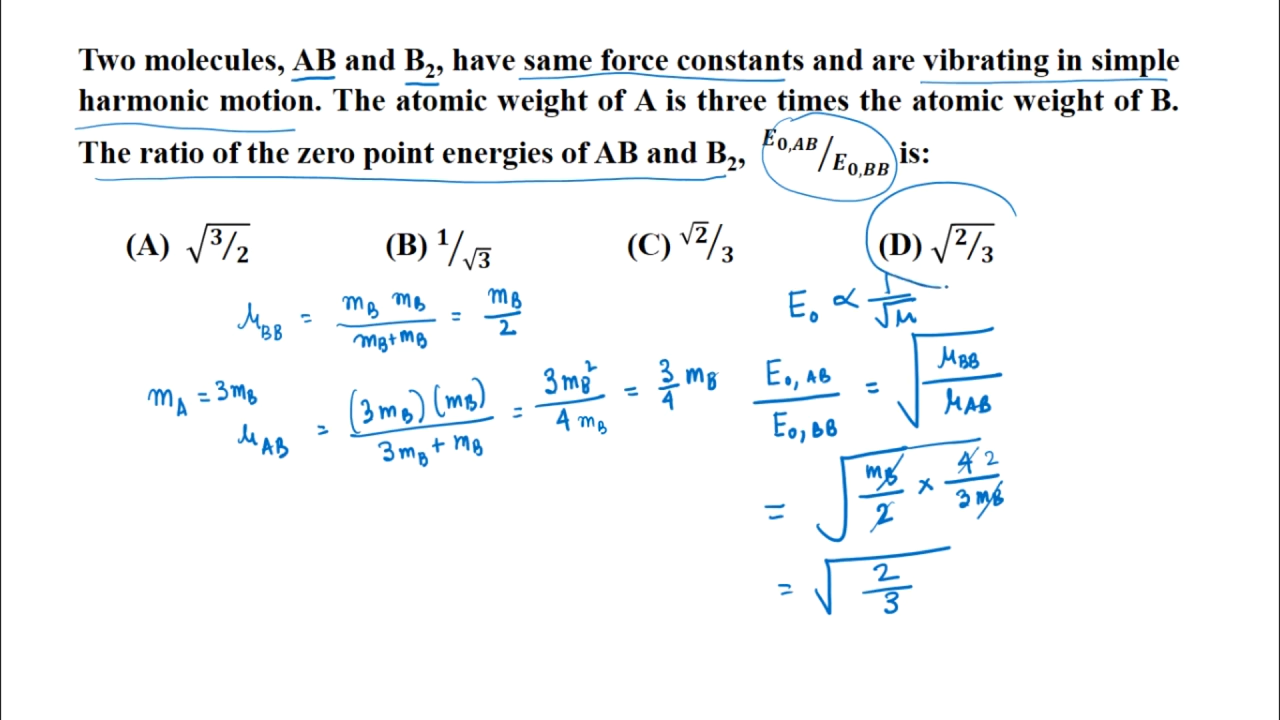 Two molecules, AB and B₂, have same force constants and are vibrating in simple
harmonic motion. The atomic weight of A is three times the atomic weight of B.
The ratio of the zero point energies of AB and B₂, E₀,AB/E₀,BB is:
(A) √3/2 (B) 1/√3 (C) √2/3 (D) √2/3
μBB = mB mB / mB+mB = mB/2
E₀ ∝ 1/√μ
mA = 3mB
μAB = (3mB)(mB) / 3mB + mB = 3mB² / 4mB = 3/4 mB
E₀,AB / E₀,BB = √ μBB / μAB
= √ mB/2 × 4 2/3mB
= √ 2/3